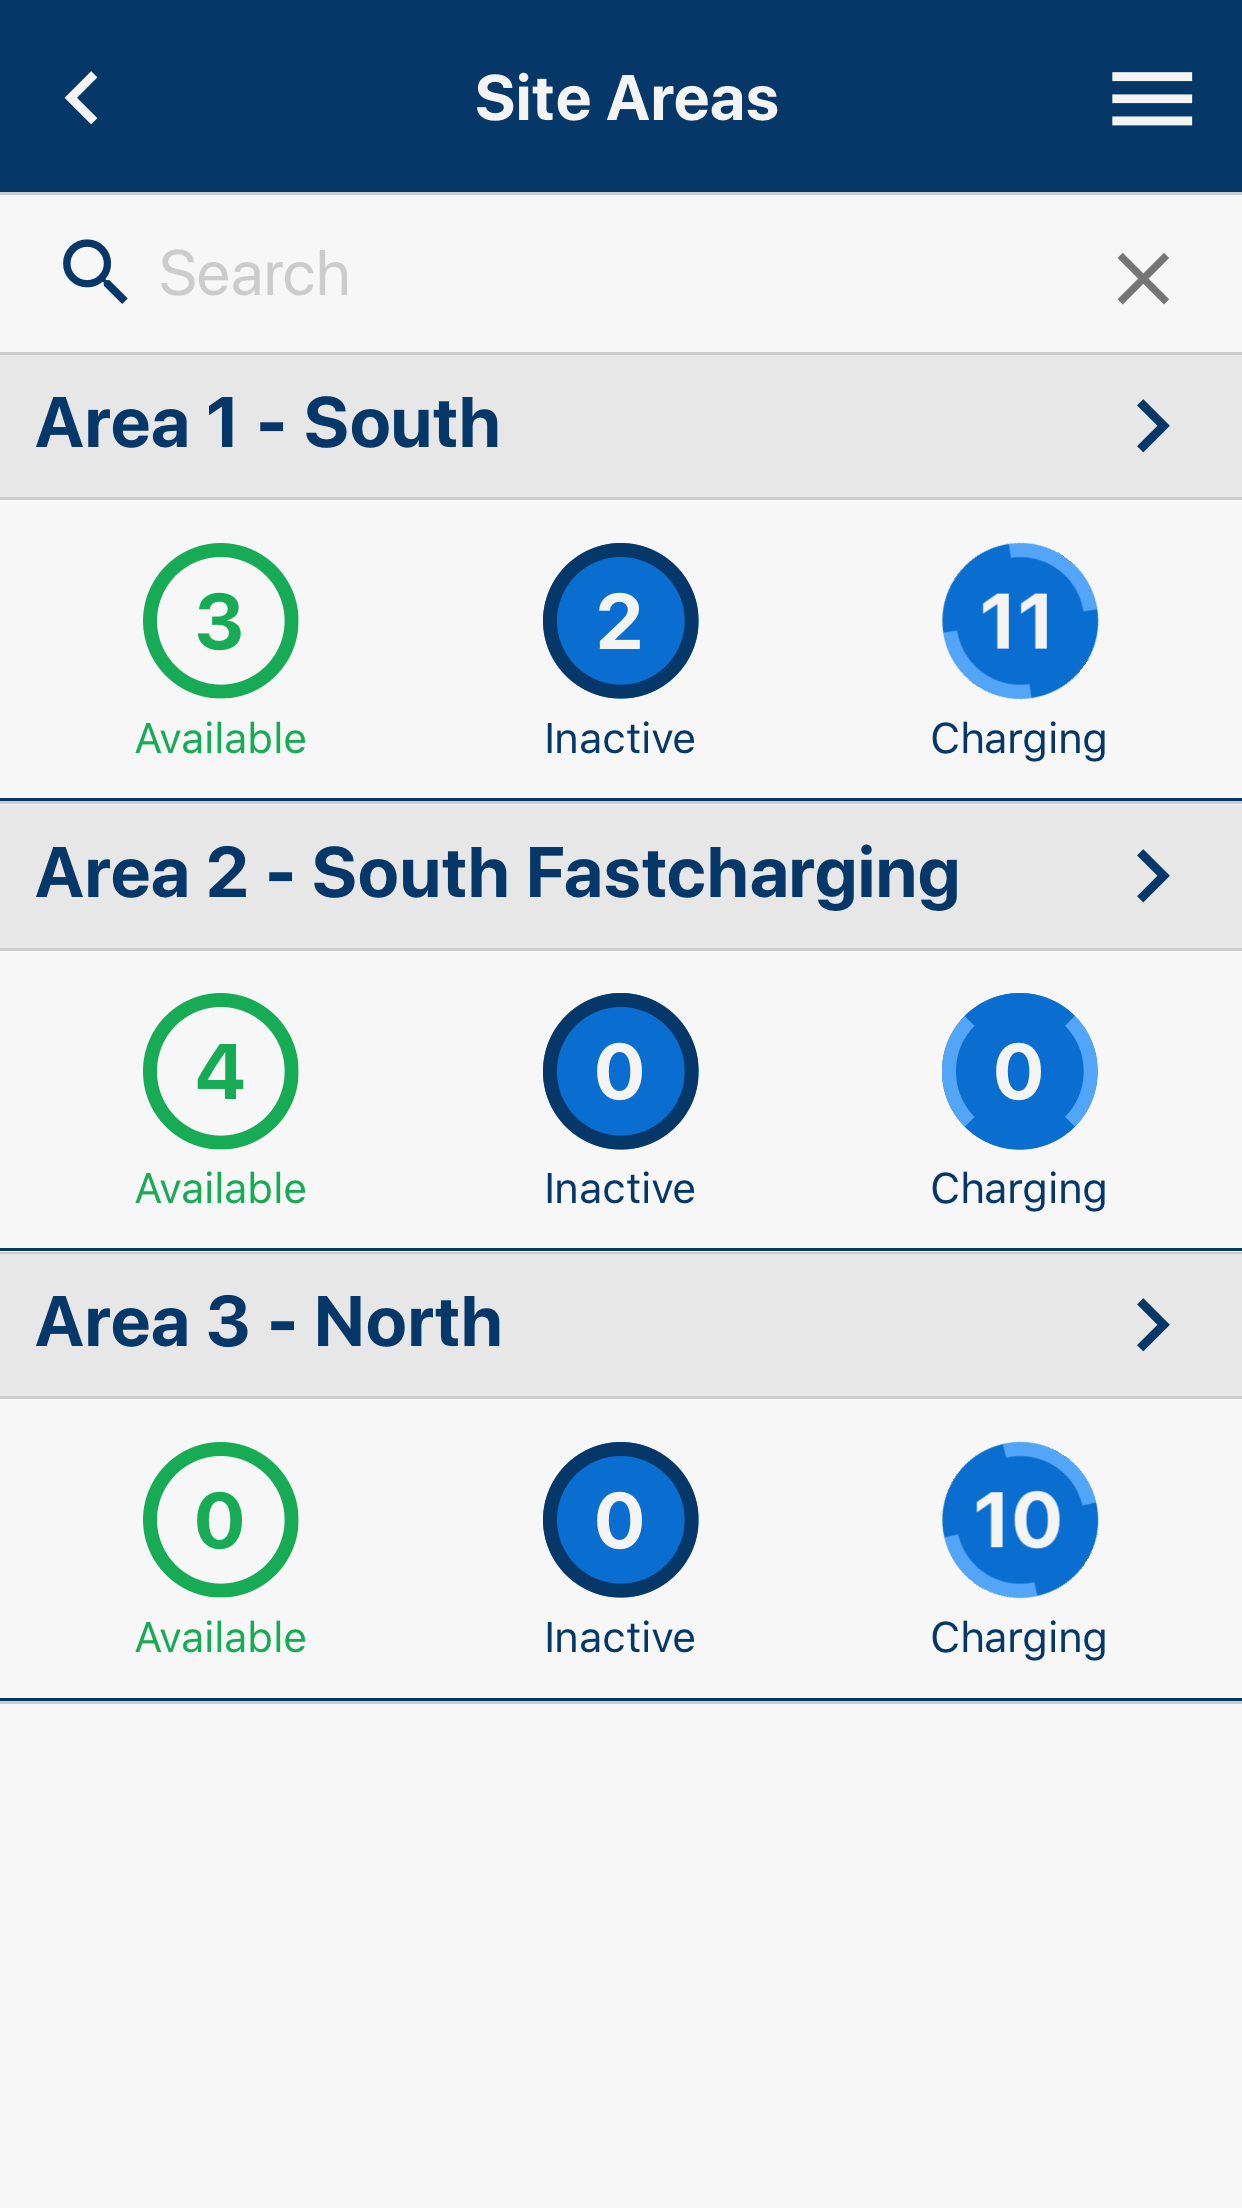 Site Areas
Search
Area 1 - South
3 2 11
Available Inactive Charging
Area 2 - South Fastcharging
4 0 0
Available Inactive Charging
Area 3 - North
0 0 10
Available Inactive Charging